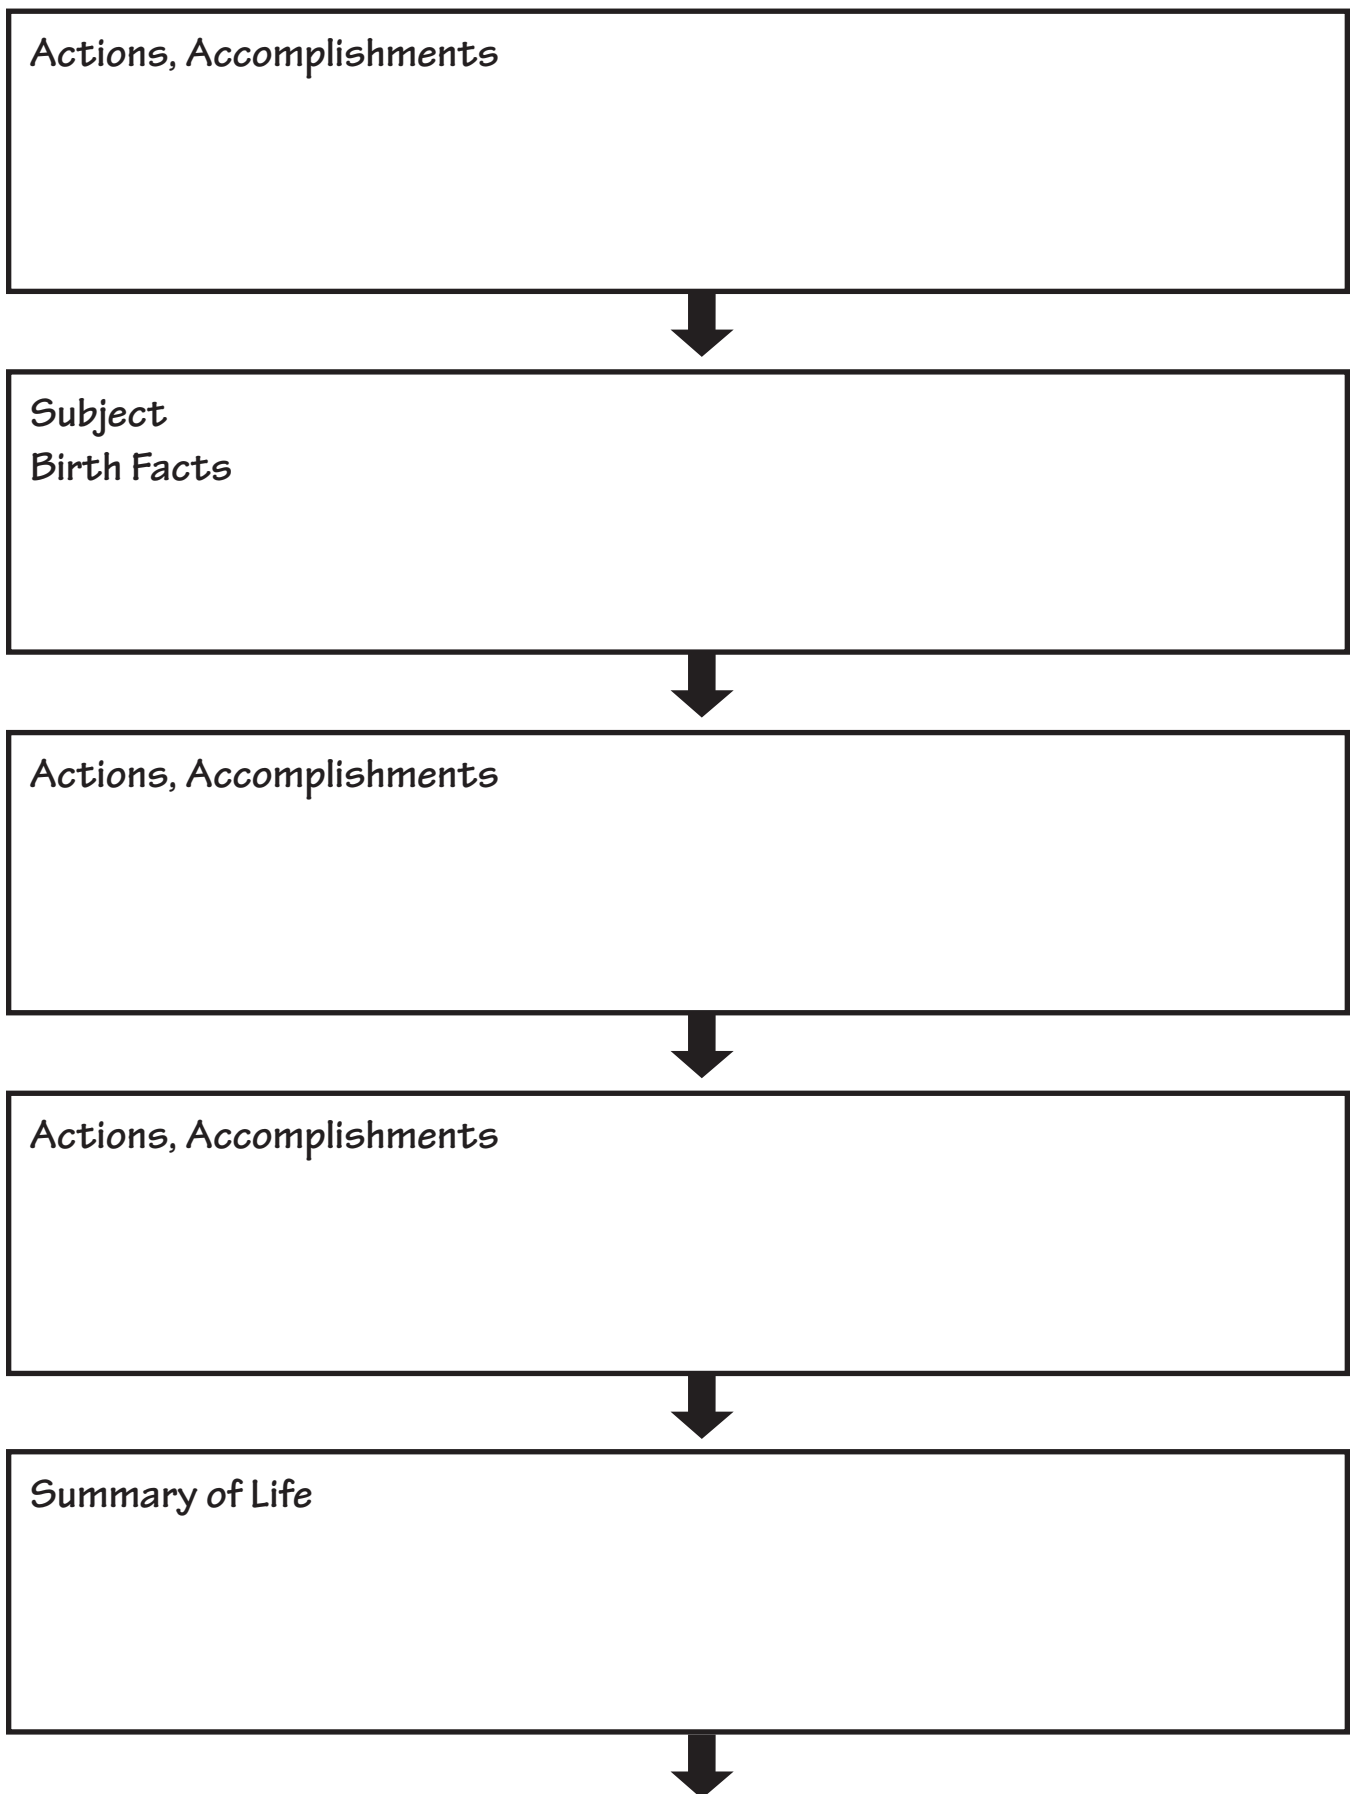 Actions, Accomplishments
Subject
Birth Facts
Actions, Accomplishments
Actions, Accomplishments
Summary of Life